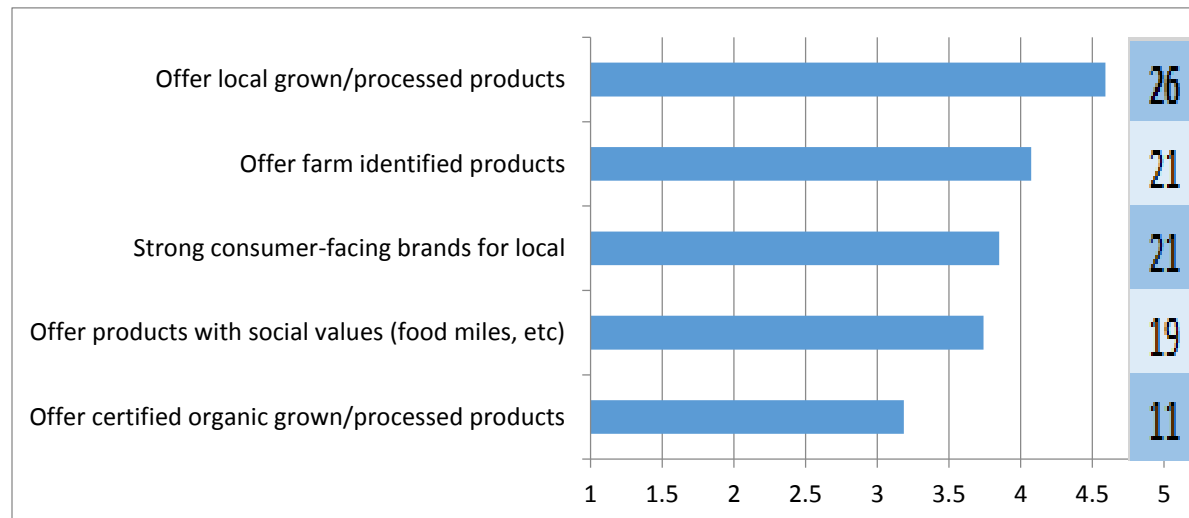 Offer local grown/processed products
26
Offer farm identified products
21
Strong consumer-facing brands for local
21
Offer products with social values (food miles, etc)
19
Offer certified organic grown/processed products
11
1 1.5 2 2.5 3 3.5 4 4.5 5